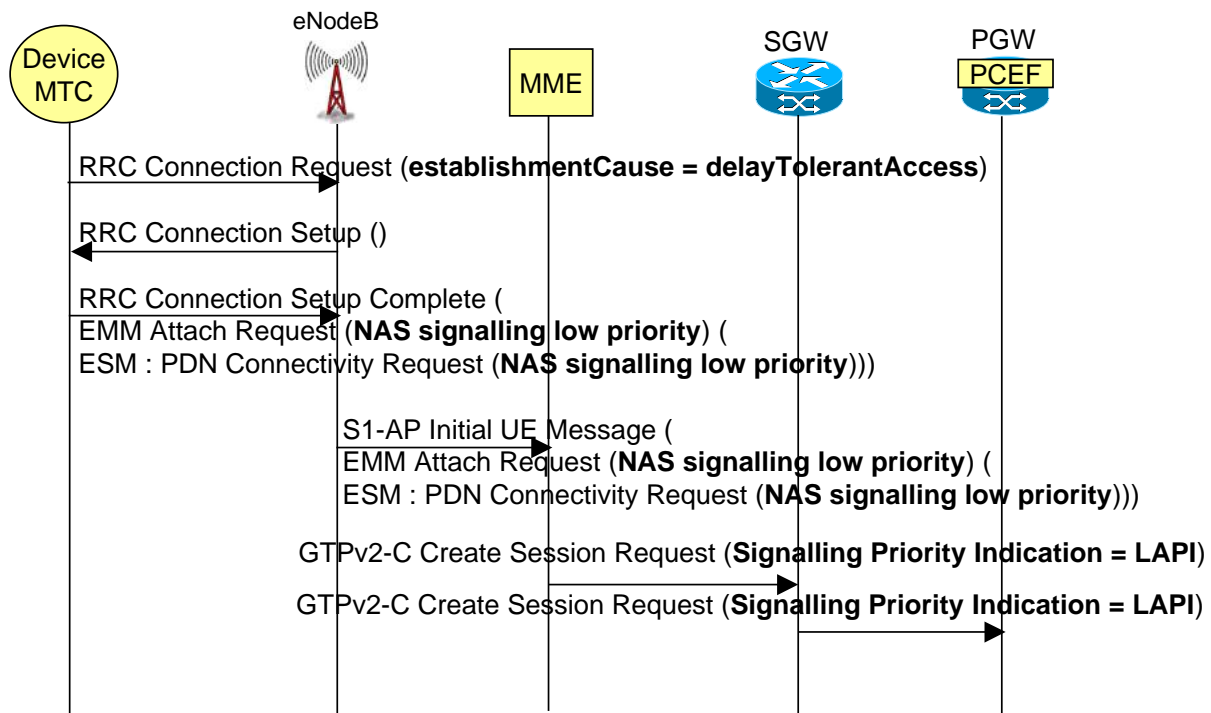 eNodeB
SGW
PGW
Device
MTC
MME
PCEF
RRC Connection Request (establishmentCause = delayTolerantAccess)
RRC Connection Setup ()
RRC Connection Setup Complete (
EMM Attach Request (NAS signalling low priority) (
ESM : PDN Connectivity Request (NAS signalling low priority)))
S1-AP Initial UE Message (
EMM Attach Request (NAS signalling low priority) (
ESM : PDN Connectivity Request (NAS signalling low priority)))
GTPv2-C Create Session Request (Signalling Priority Indication = LAPI)
GTPv2-C Create Session Request (Signalling Priority Indication = LAPI)